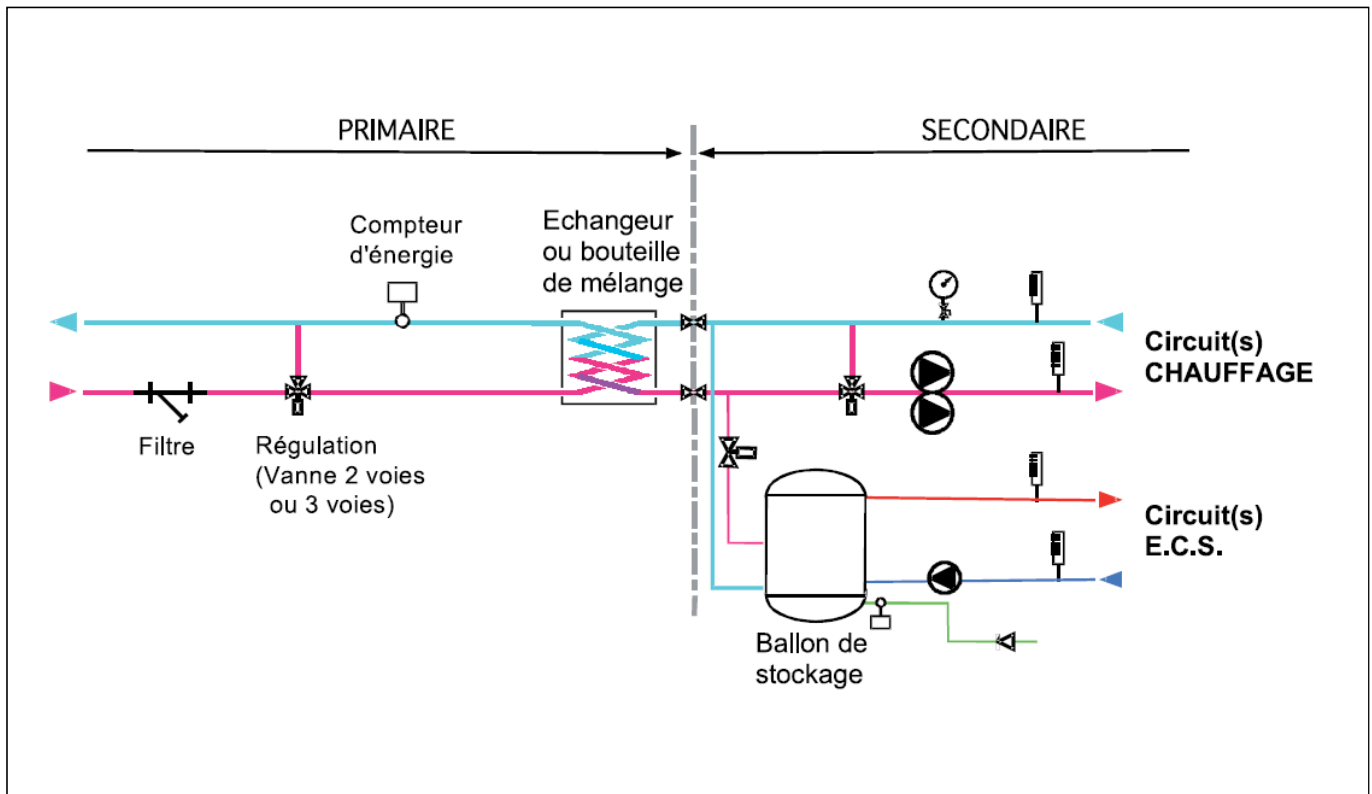 PRIMAIRE
SECONDAIRE
Compteur
d'énergie
Echangeur
ou bouteille
de mélange
Circuit(s)
CHAUFFAGE
Filtre
Régulation
(Vanne 2 voies
ou 3 voies)
Circuit(s)
E.C.S.
Ballon de
stockage